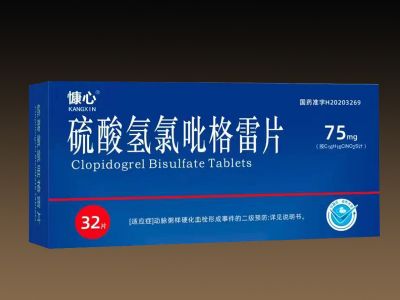 慷心
KANGXIN
国药准字H20203269
硫酸氢氯吡格雷片
75mg
Clopidogrel Bisulfate Tablets
32片
[适应症]动脉粥样硬化血栓形成事件的二级预防;详见说明书。